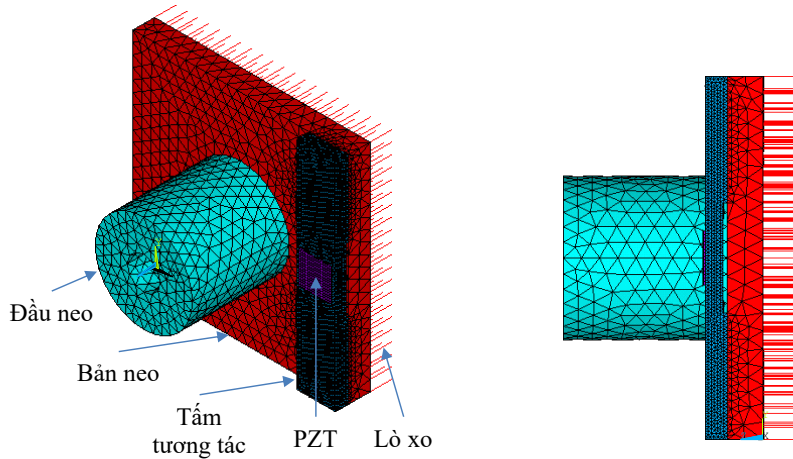 Đầu neo
Bản neo
Tấm
tương tác
PZT
Lò xo